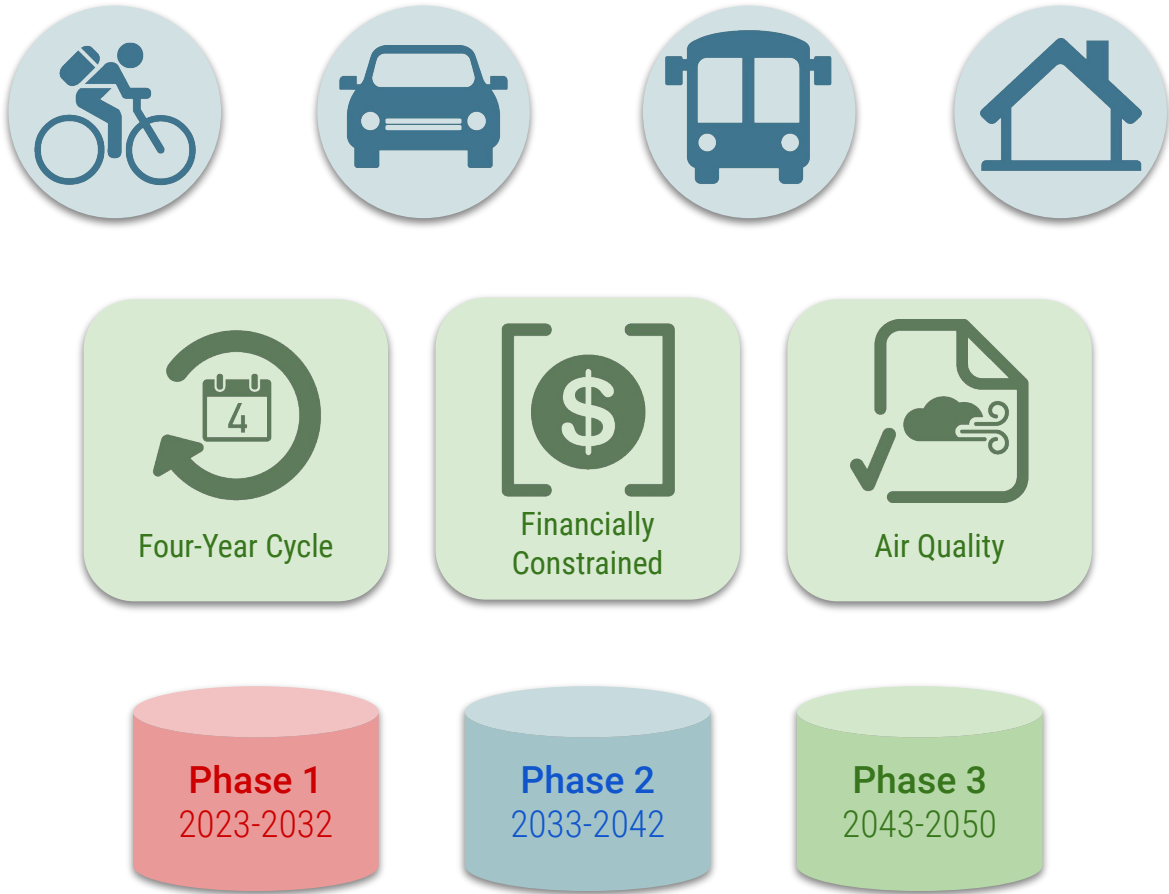 4
Four-Year Cycle
$
Financially
Constrained
Air Quality
Phase 1
2023-2032
Phase 2
2033-2042
Phase 3
2043-2050